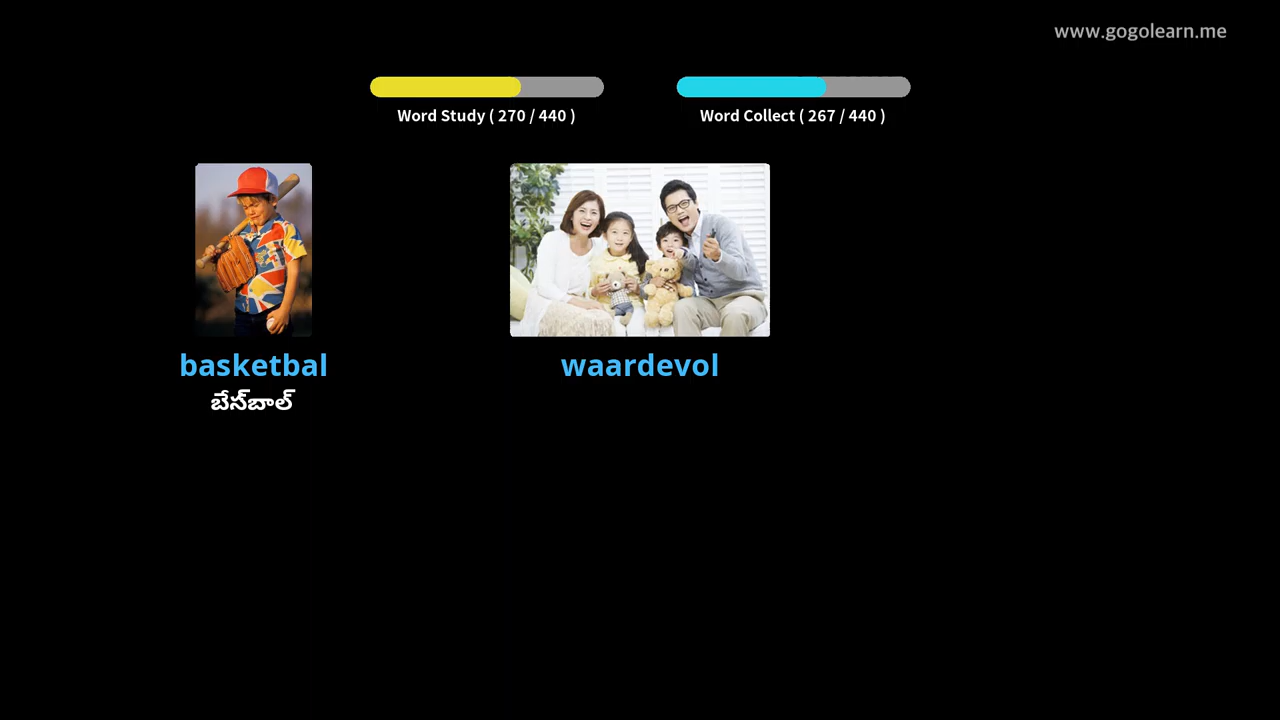 www.gogolearn.me
Word Study ( 270 / 440 )
Word Collect ( 267 / 440 )
basketbal
బేస్‌బాల్
waardevol